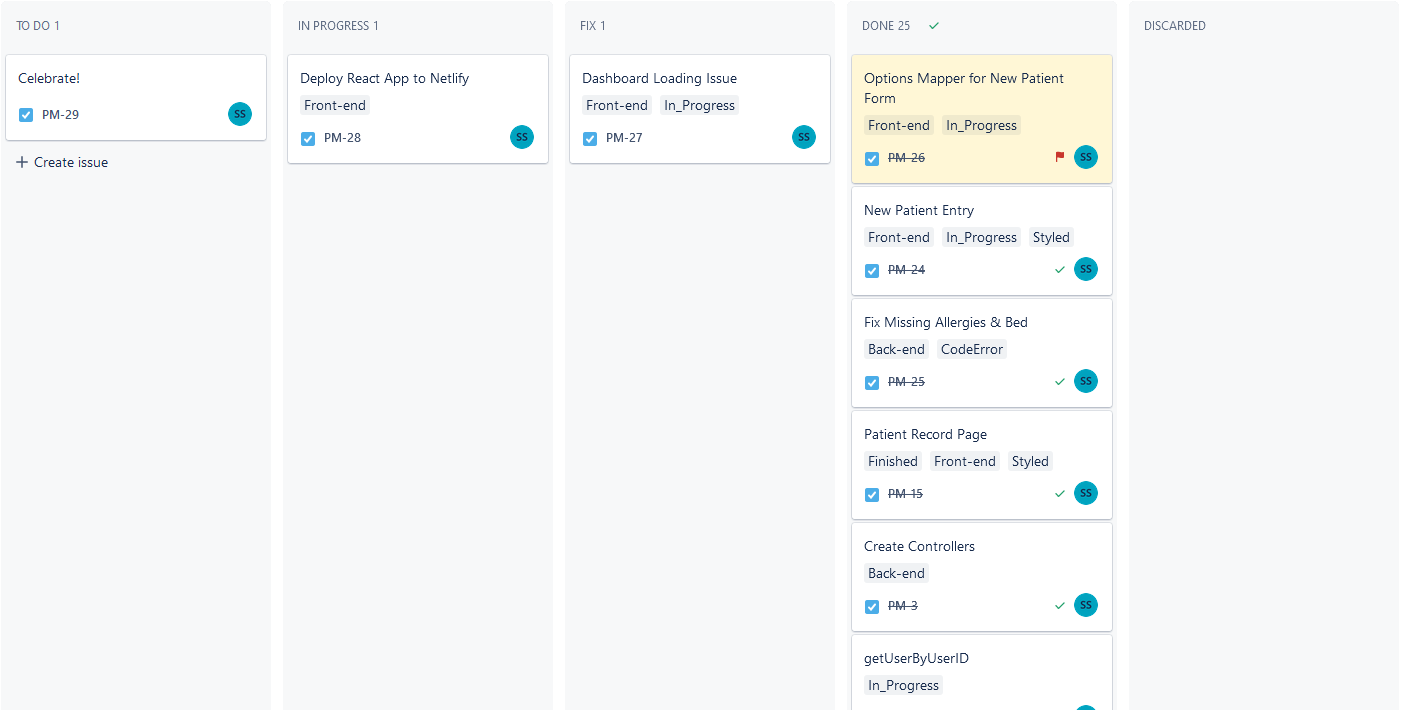 TO DO 1
Celebrate!
PM-29
SS
Create issue
IN PROGRESS 1
Deploy React App to Netlify
Front-end
PM-28
SS
FIX 1
Dashboard Loading Issue
Front-end In_Progress
PM-27
SS
DONE 25
Options Mapper for New Patient
Form
Front-end In_Progress
PM-26
SS
New Patient Entry
Front-end In_Progress Styled
PM-24
SS
Fix Missing Allergies & Bed
Back-end CodeError
PM-25
SS
Patient Record Page
Finished Front-end Styled
PM-15
SS
Create Controllers
Back-end
PM-3
SS
getUserByUserID
In_Progress
DISCARDED